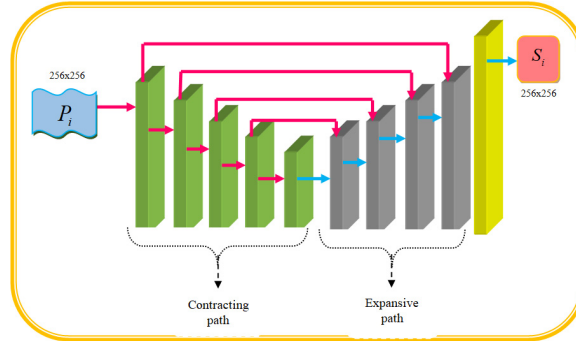 256x256
P_i
S_i
256x256
Contracting
path
Expansive
path